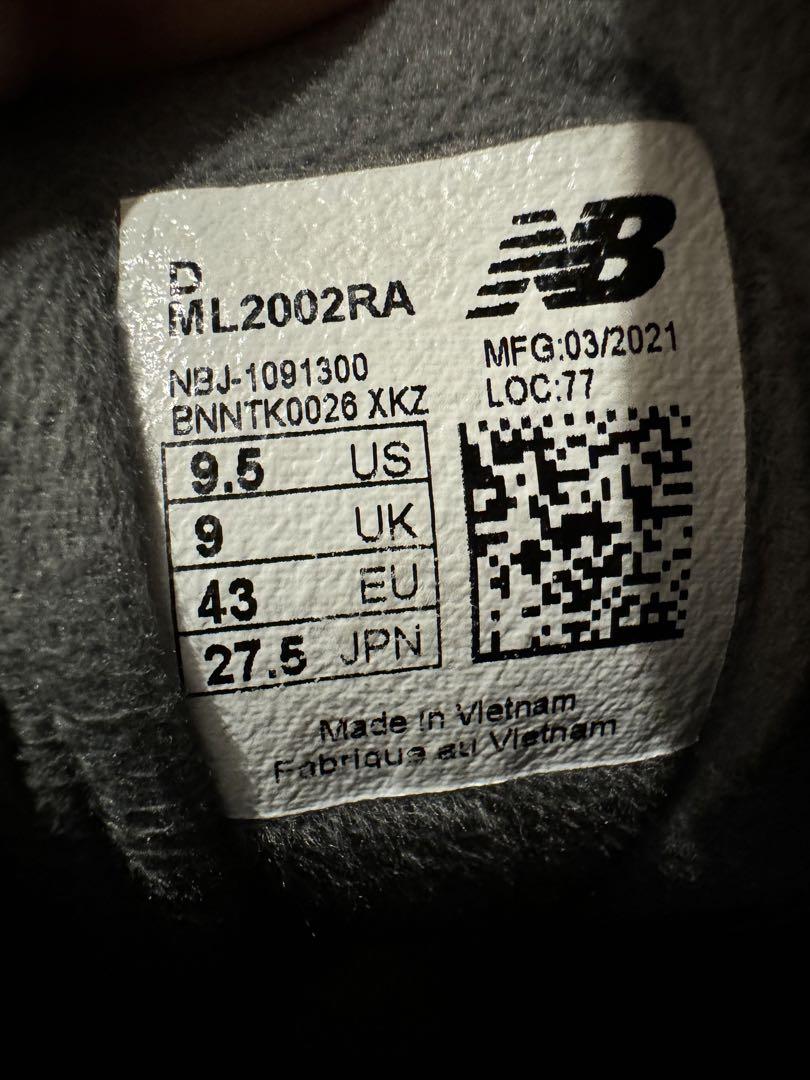 D
ML2002RA
NBJ-1091300
BNNTK0026 XKZ
NB
MFG:03/2021
LOC:77
9.5 US
9 UK
43 EU
27.5 JPN
Made in Vietnam
Fabrique au Vietnam